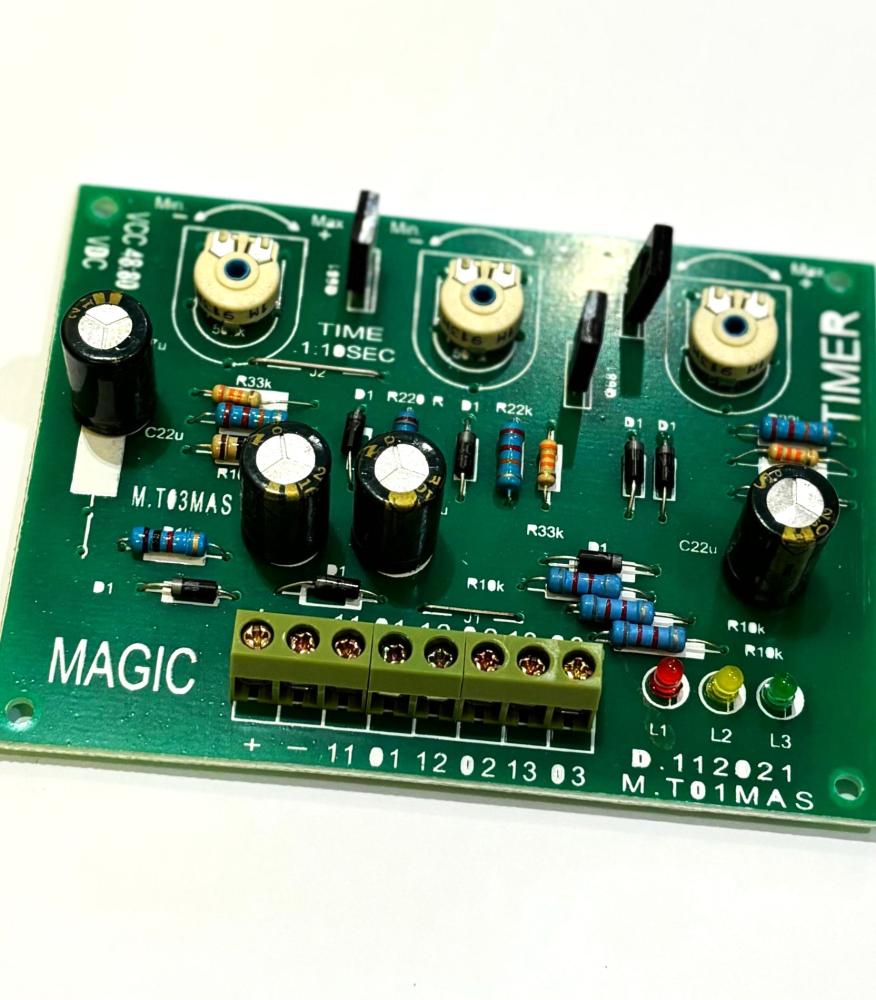 Min
Max
Min
Max
−
+
−
+
VCC 48 80
VDC
TIME
.1:10SEC
J2
TIMER
R33k
D1
R220 R
D1
R22k
D1
D1
C22u
M.T03MAS
R33k
C22u
D1
D1
D1
R10k
J1
R10k
R10k
MAGIC
L1
L2
L3
+ − 11 01 12 02 13 03
D.112021
M.T01MAS